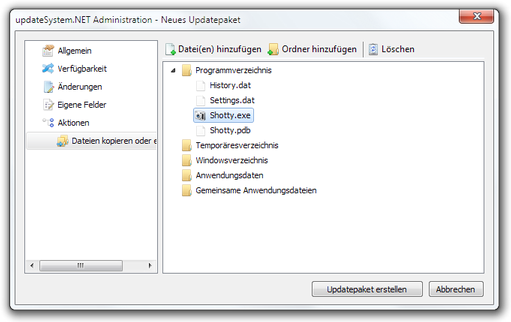 updateSystem.NET Administration - Neues Updatepaket
Allgemein
Verfügbarkeit
Änderungen
Eigene Felder
Aktionen
Dateien kopieren oder e
Datei(en) hinzufügen
Ordner hinzufügen
Löschen
Programmverzeichnis
History.dat
Settings.dat
Shotty.exe
Shotty.pdb
Temporäresverzeichnis
Windowsverzeichnis
Anwendungsdaten
Gemeinsame Anwendungsdateien
Updatepaket erstellen
Abbrechen